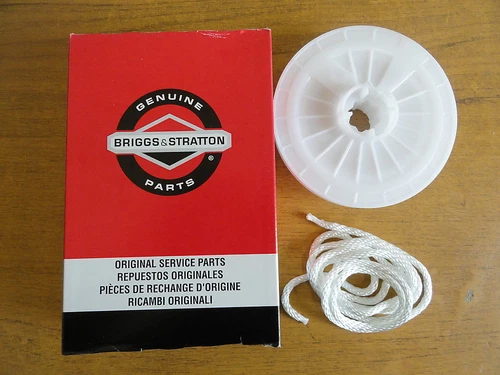 GENUINE
BRIGGS & STRATTON
®
PARTS
ORIGINAL SERVICE PARTS
REPUESTOS ORIGINALES
PIÈCES DE RECHANGE D'ORIGINE
RICAMBI ORIGINALI